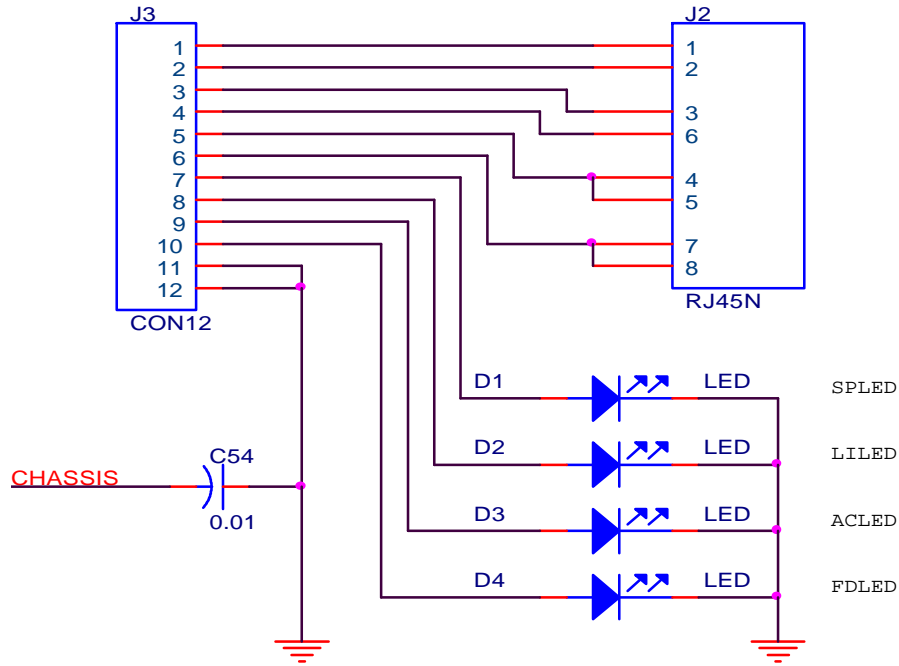 J3
1
2
3
4
5
6
7
8
9
10
11
12
CON12
J2
1
2
3
6
4
5
7
8
RJ45N
D1 LED SPLED
D2 LED LILED
D3 LED ACLED
D4 LED FDLED
C54
CHASSIS
0.01